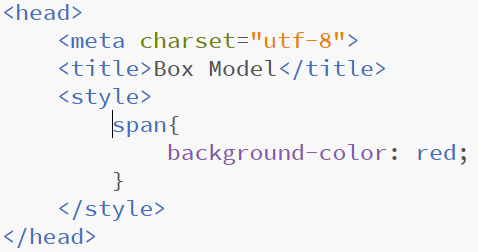 <head>
    <meta charset="utf-8">
    <title>Box Model</title>
    <style>
        span{
            background-color: red;
        }
    </style>
</head>